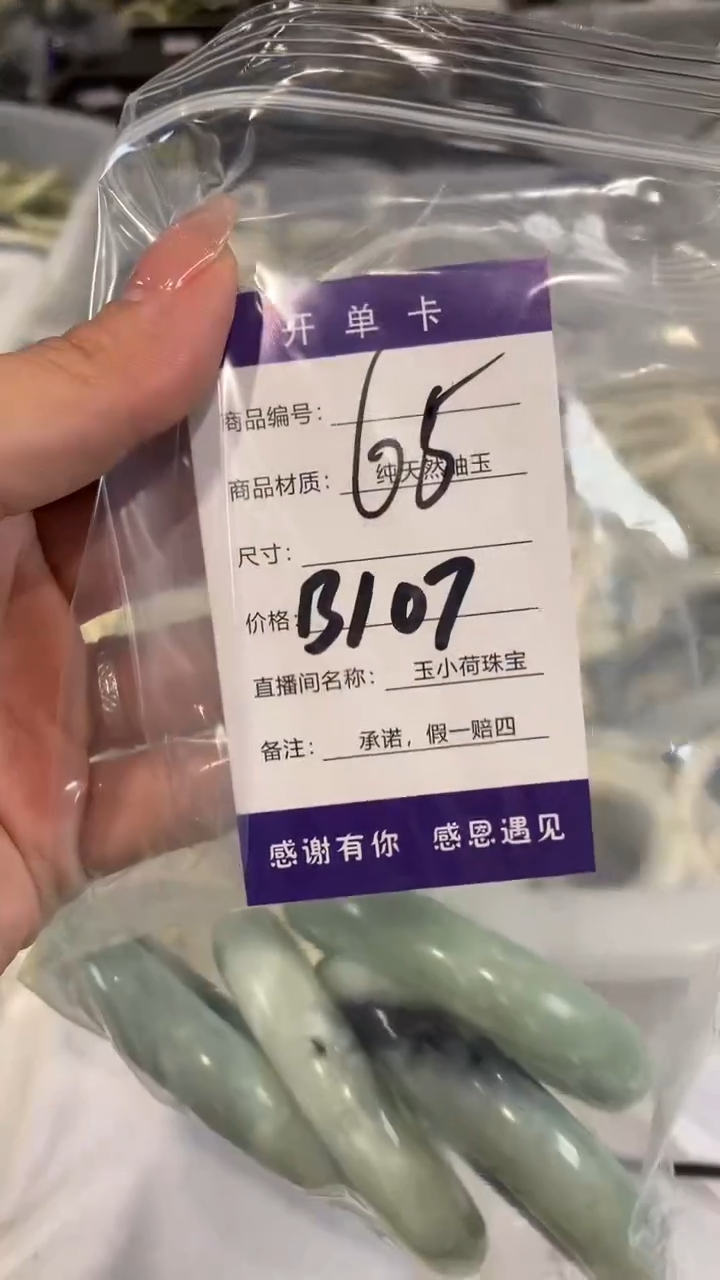 开单卡
商品编号：
65
商品材质：纯天然岫玉
尺寸：
价格：B107
直播间名称：玉小荷珠宝
备注：承诺，假一赔四
感谢有你 感恩遇见